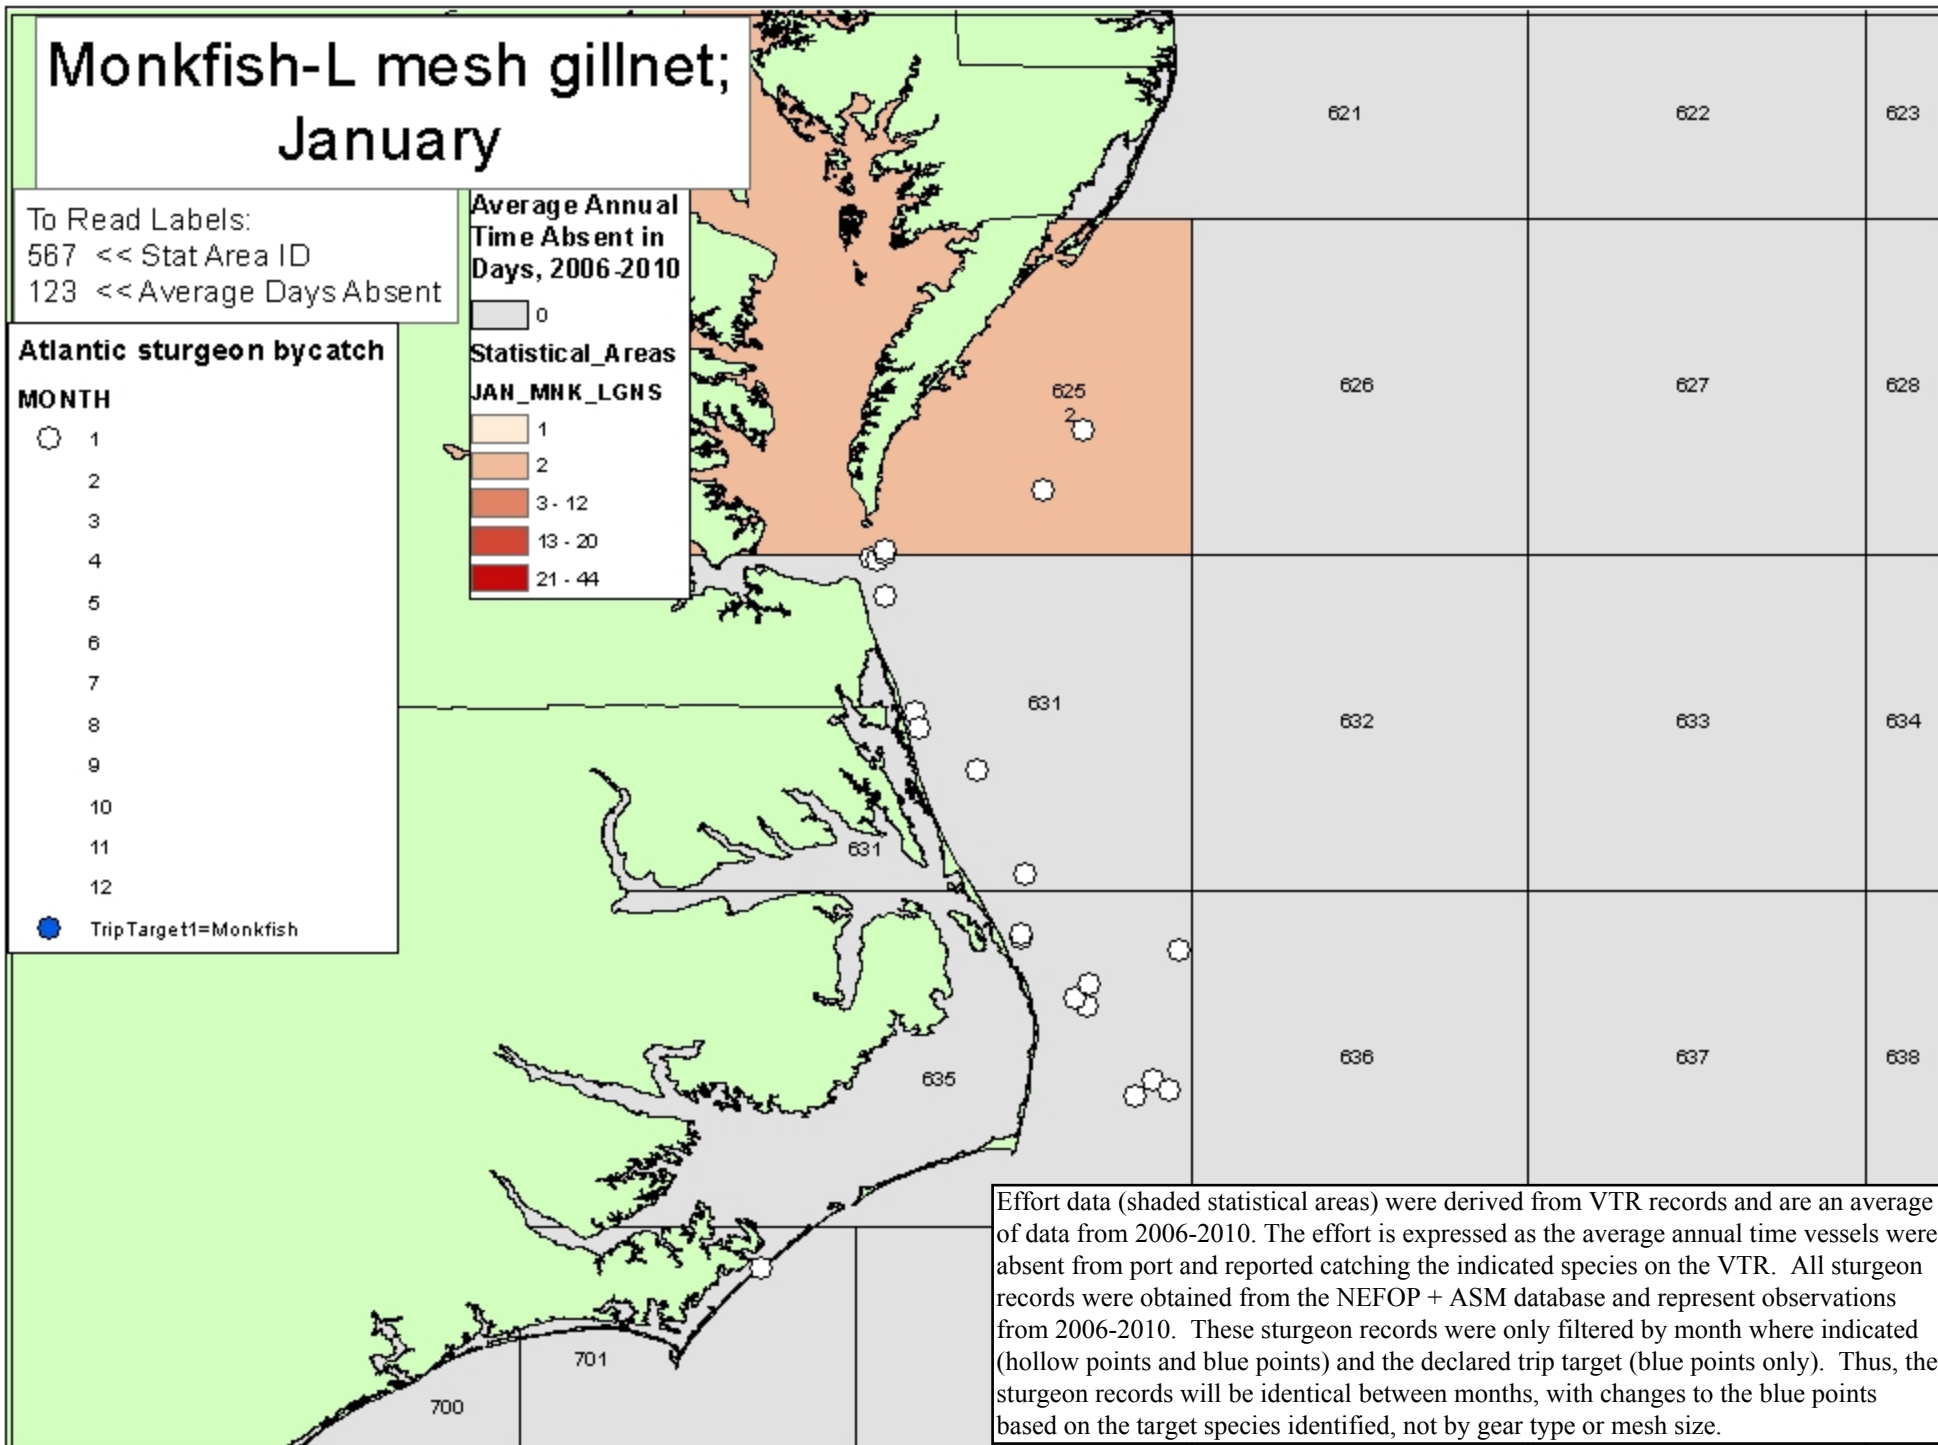 Monkfish-L mesh gillnet;
January
To Read Labels:
567 << Stat Area ID
123 << Average Days Absent
Average Annual
Time Absent in
Days, 2006-2010
0
Statistical_Areas
JAN_MNK_LGNS
1
2
3 - 12
13 - 20
21 - 44
Atlantic sturgeon bycatch
MONTH
1
2
3
4
5
6
7
8
9
10
11
12
TripTarget1=Monkfish
621
622
623
625
2
626
627
628
631
632
633
634
631
635
636
637
638
701
700
Effort data (shaded statistical areas) were derived from VTR records and are an average
of data from 2006-2010. The effort is expressed as the average annual time vessels were
absent from port and reported catching the indicated species on the VTR.  All sturgeon
records were obtained from the NEFOP + ASM database and represent observations
from 2006-2010.  These sturgeon records were only filtered by month where indicated
(hollow points and blue points) and the declared trip target (blue points only).  Thus, the
sturgeon records will be identical between months, with changes to the blue points
based on the target species identified, not by gear type or mesh size.